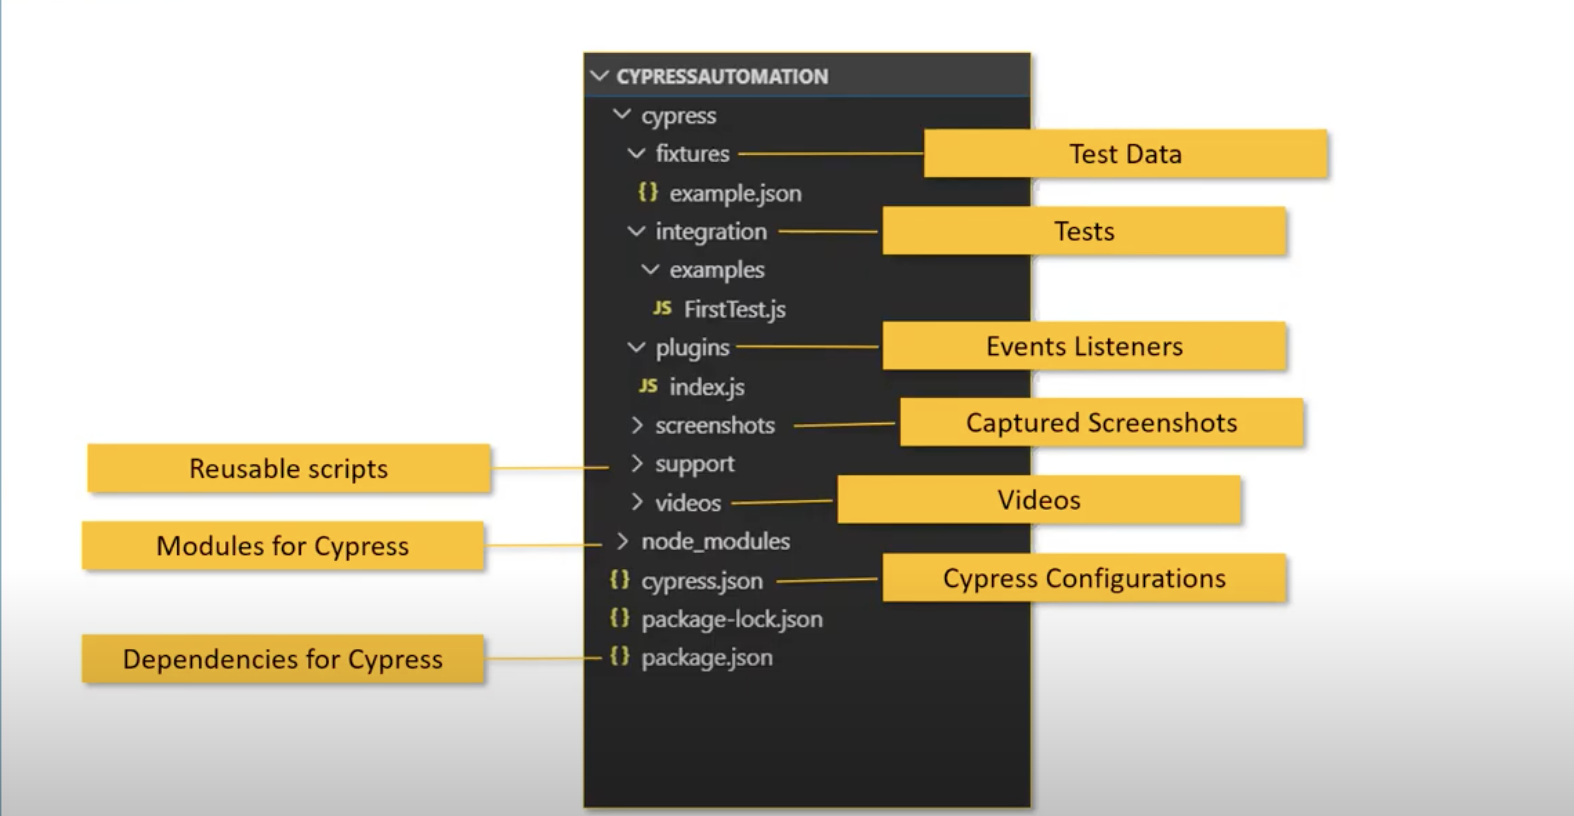 CYPRESSAUTOMATION
cypress
fixtures
Test Data
{} example.json
integration
Tests
examples
JS FirstTest.js
plugins
Events Listeners
JS index.js
screenshots
Captured Screenshots
Reusable scripts
support
videos
Videos
Modules for Cypress
node_modules
{} cypress.json
Cypress Configurations
{} package-lock.json
Dependencies for Cypress
{} package.json